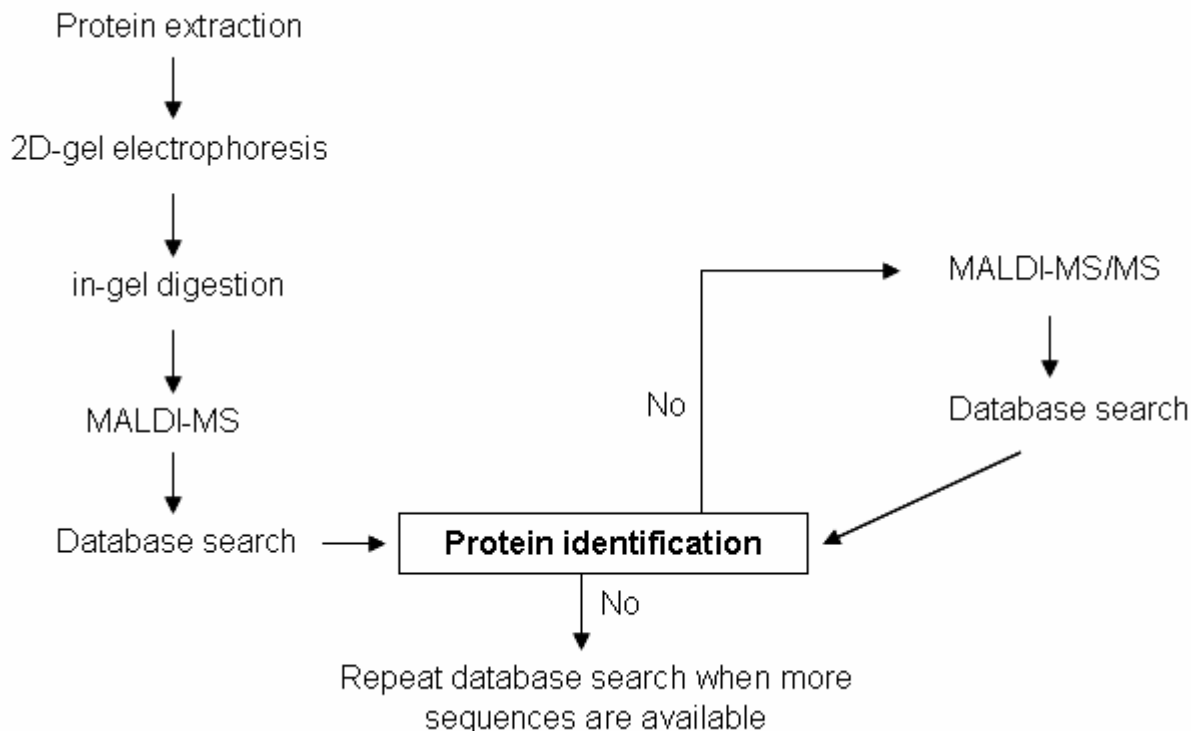 Protein extraction
2D-gel electrophoresis
in-gel digestion
MALDI-MS
Database search
Protein identification
No
MALDI-MS/MS
Database search
No
Repeat database search when more
sequences are available